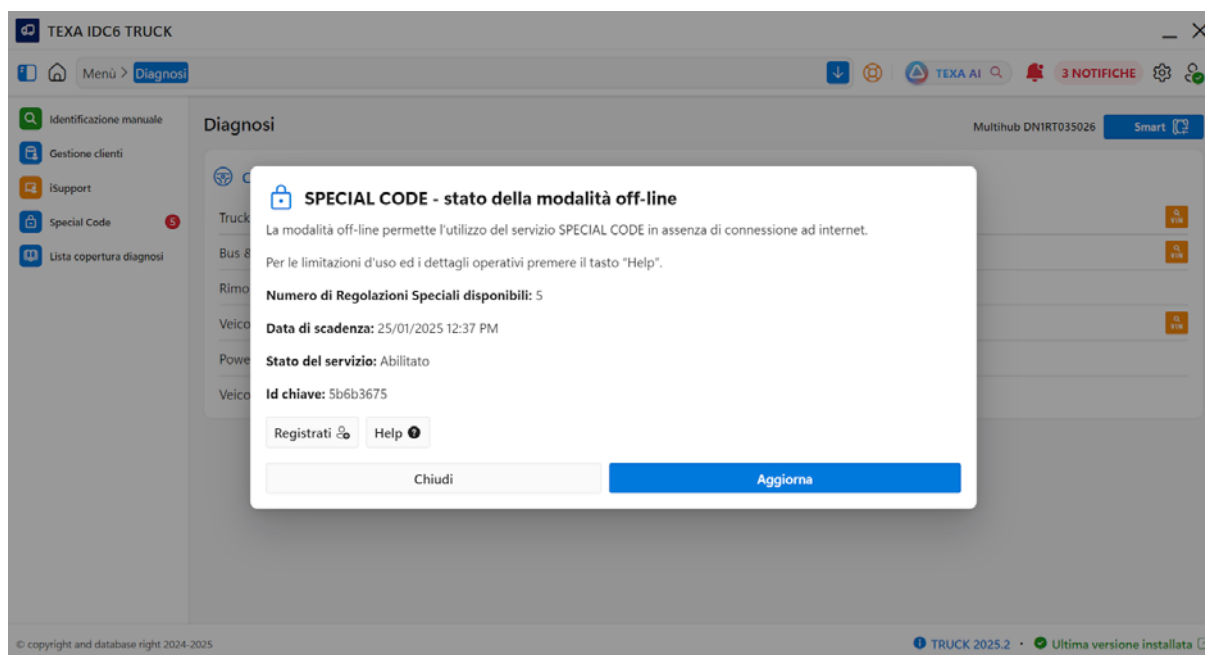 TEXA IDC6 TRUCK
Menù > Diagnosi
TEXA AI
3 NOTIFICHE
Identificazione manuale
Gestione clienti
iSupport
Special Code 5
Lista copertura diagnosi
Diagnosi
Multihub DN1RT035026
Smart
C
Truck
VIN
Bus &
VIN
Rimo
Veico
VIN
Powe
Veico
SPECIAL CODE - stato della modalità off-line
La modalità off-line permette l'utilizzo del servizio SPECIAL CODE in assenza di connessione ad internet.
Per le limitazioni d'uso ed i dettagli operativi premere il tasto "Help".
Numero di Regolazioni Speciali disponibili: 5
Data di scadenza: 25/01/2025 12:37 PM
Stato del servizio: Abilitato
Id chiave: 5b6b3675
Registrati
Help
Chiudi
Aggiorna
© copyright and database right 2024-2025
TRUCK 2025.2 • Ultima versione installata